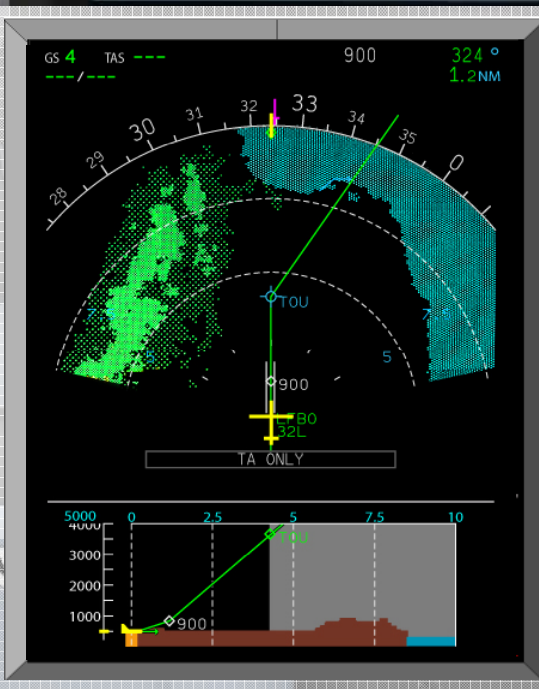 GS 4 TAS --- 900 324 °
---/--- 1.2NM
28 29 30 31 32 33 34 35 0
TOU
7.5 7.5
5 5
900
LFBO
32L
TA ONLY
5000 0 2.5 5 7.5 10
4000
TOU
3000
2000
1000
900